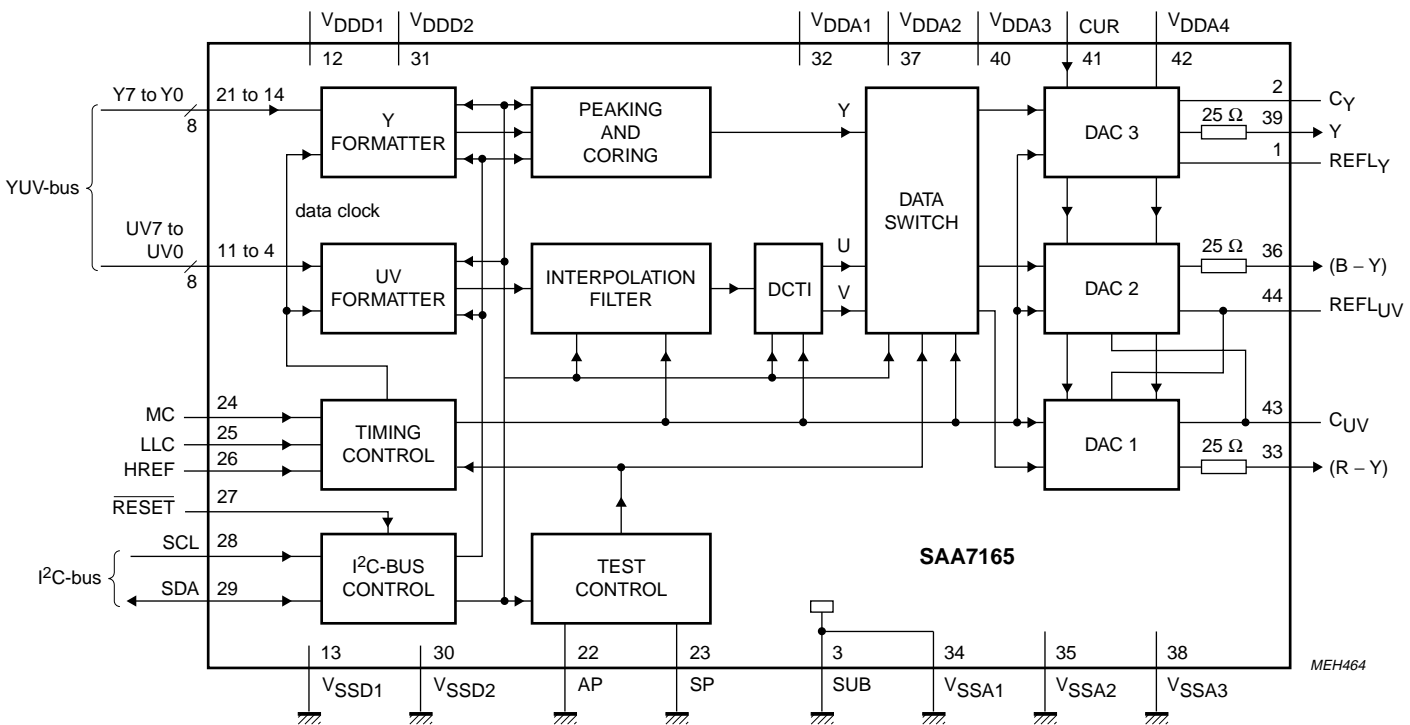 VDDD1 VDDD2 VDDA1 VDDA2 VDDA3 CUR VDDA4
12 31 32 37 40 41 42
Y7 to Y0 8 21 to 14
Y FORMATTER
PEAKING AND CORING
Y
DATA SWITCH
DAC 3
2 CY
25 Ω 39 Y
1 REFLY
YUV-bus
data clock
UV7 to UV0 8 11 to 4
UV FORMATTER
INTERPOLATION FILTER
DCTI
U
V
DAC 2
25 Ω 36 (B − Y)
44 REFLUV
MC 24
LLC 25
HREF 26
TIMING CONTROL
DAC 1
43 CUV
25 Ω 33 (R − Y)
RESET 27
I2C-bus
SCL 28
SDA 29
I2C-BUS CONTROL
TEST CONTROL
SAA7165
13 30 22 23 3 34 35 38
VSSD1 VSSD2 AP SP SUB VSSA1 VSSA2 VSSA3
MEH464